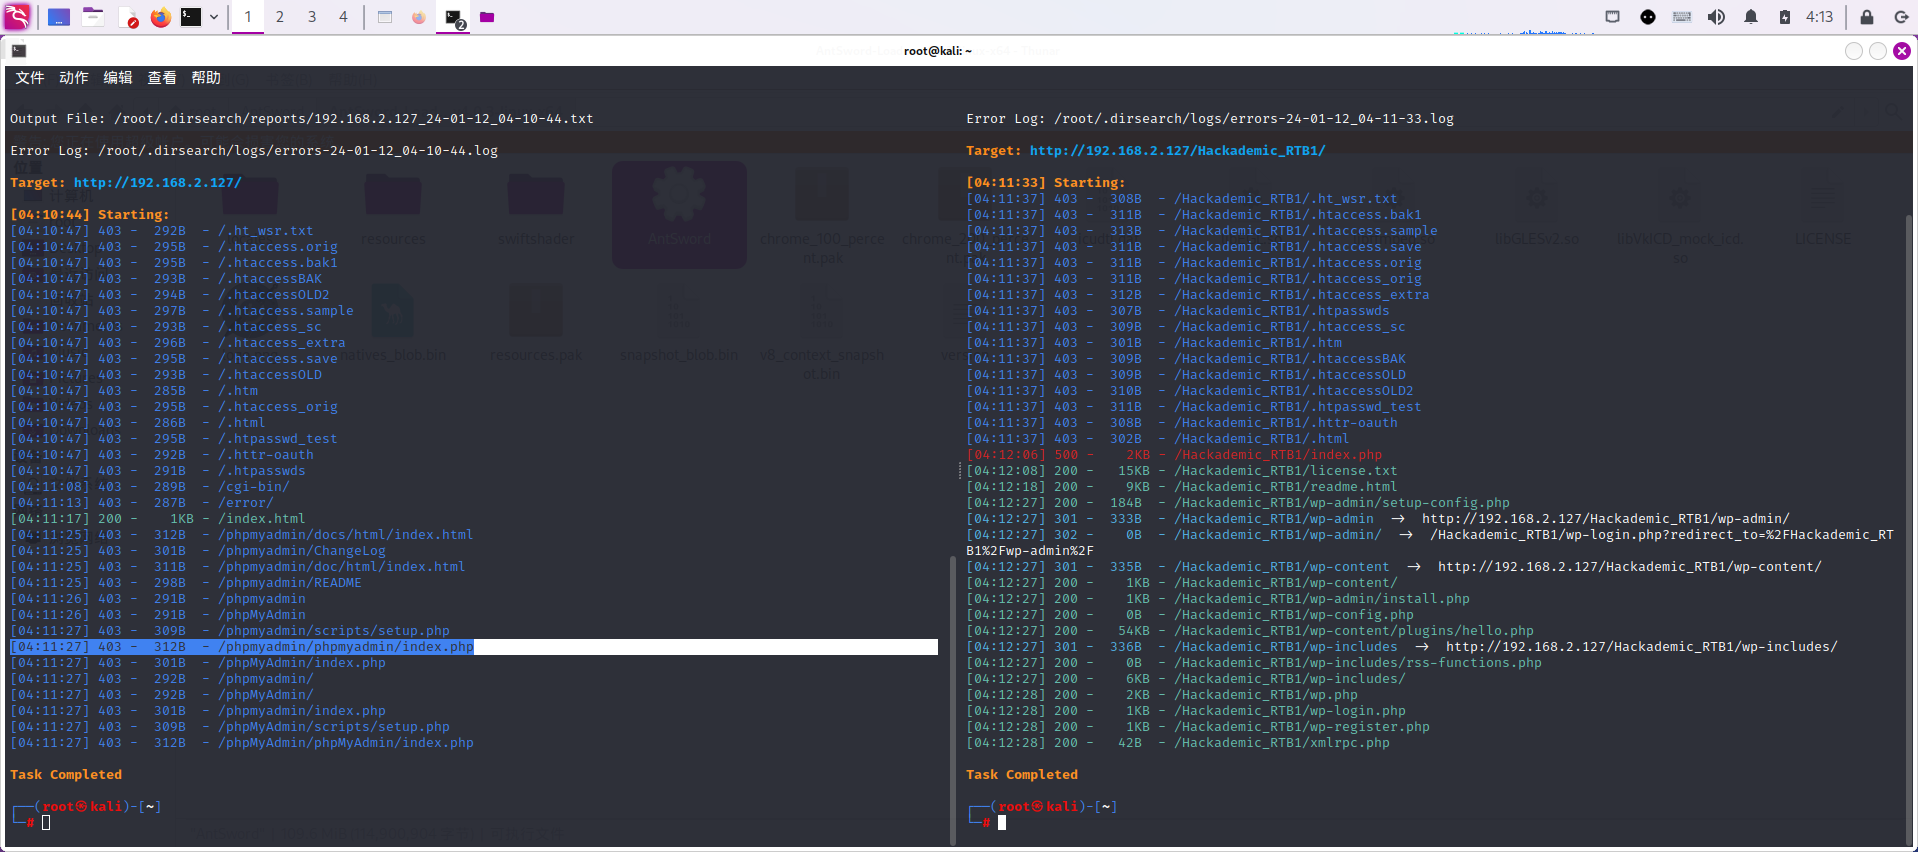 1 2 3 4
2
4:13
root@kali: ~
文件 动作 编辑 查看 帮助
Output File: /root/.dirsearch/reports/192.168.2.127_24-01-12_04-10-44.txt
Error Log: /root/.dirsearch/logs/errors-24-01-12_04-10-44.log
Target: http://192.168.2.127/
[04:10:44] Starting:
[04:10:47] 403 -  292B  - /.ht_wsr.txt
[04:10:47] 403 -  295B  - /.htaccess.orig
[04:10:47] 403 -  295B  - /.htaccess.bak1
[04:10:47] 403 -  293B  - /.htaccessBAK
[04:10:47] 403 -  294B  - /.htaccessOLD2
[04:10:47] 403 -  297B  - /.htaccess.sample
[04:10:47] 403 -  293B  - /.htaccess_sc
[04:10:47] 403 -  296B  - /.htaccess_extra
[04:10:47] 403 -  295B  - /.htaccess.save
[04:10:47] 403 -  293B  - /.htaccessOLD
[04:10:47] 403 -  285B  - /.htm
[04:10:47] 403 -  295B  - /.htaccess_orig
[04:10:47] 403 -  286B  - /.html
[04:10:47] 403 -  295B  - /.htpasswd_test
[04:10:47] 403 -  292B  - /.httr-oauth
[04:10:47] 403 -  291B  - /.htpasswds
[04:11:08] 403 -  289B  - /cgi-bin/
[04:11:13] 403 -  287B  - /error/
[04:11:17] 200 -    1KB - /index.html
[04:11:25] 403 -  312B  - /phpmyadmin/docs/html/index.html
[04:11:25] 403 -  301B  - /phpmyadmin/ChangeLog
[04:11:25] 403 -  311B  - /phpmyadmin/doc/html/index.html
[04:11:25] 403 -  298B  - /phpmyadmin/README
[04:11:26] 403 -  291B  - /phpmyadmin
[04:11:26] 403 -  291B  - /phpMyAdmin
[04:11:27] 403 -  309B  - /phpmyadmin/scripts/setup.php
[04:11:27] 403 -  312B  - /phpmyadmin/phpmyadmin/index.php
[04:11:27] 403 -  301B  - /phpMyAdmin/index.php
[04:11:27] 403 -  292B  - /phpmyadmin/
[04:11:27] 403 -  292B  - /phpMyAdmin/
[04:11:27] 403 -  301B  - /phpmyadmin/index.php
[04:11:27] 403 -  309B  - /phpMyAdmin/scripts/setup.php
[04:11:27] 403 -  312B  - /phpMyAdmin/phpMyAdmin/index.php
Task Completed
┌──(root㉿kali)-[~]
└─#
Error Log: /root/.dirsearch/logs/errors-24-01-12_04-11-33.log
Target: http://192.168.2.127/Hackademic_RTB1/
[04:11:33] Starting:
[04:11:37] 403 -  308B  - /Hackademic_RTB1/.ht_wsr.txt
[04:11:37] 403 -  311B  - /Hackademic_RTB1/.htaccess.bak1
[04:11:37] 403 -  313B  - /Hackademic_RTB1/.htaccess.sample
[04:11:37] 403 -  311B  - /Hackademic_RTB1/.htaccess.save
[04:11:37] 403 -  311B  - /Hackademic_RTB1/.htaccess.orig
[04:11:37] 403 -  311B  - /Hackademic_RTB1/.htaccess_orig
[04:11:37] 403 -  312B  - /Hackademic_RTB1/.htaccess_extra
[04:11:37] 403 -  307B  - /Hackademic_RTB1/.htpasswds
[04:11:37] 403 -  309B  - /Hackademic_RTB1/.htaccess_sc
[04:11:37] 403 -  301B  - /Hackademic_RTB1/.htm
[04:11:37] 403 -  309B  - /Hackademic_RTB1/.htaccessBAK
[04:11:37] 403 -  309B  - /Hackademic_RTB1/.htaccessOLD
[04:11:37] 403 -  310B  - /Hackademic_RTB1/.htaccessOLD2
[04:11:37] 403 -  311B  - /Hackademic_RTB1/.htpasswd_test
[04:11:37] 403 -  308B  - /Hackademic_RTB1/.httr-oauth
[04:11:37] 403 -  302B  - /Hackademic_RTB1/.html
[04:12:06] 500 -    2KB - /Hackademic_RTB1/index.php
[04:12:08] 200 -   15KB - /Hackademic_RTB1/license.txt
[04:12:18] 200 -    9KB - /Hackademic_RTB1/readme.html
[04:12:27] 200 -  184B  - /Hackademic_RTB1/wp-admin/setup-config.php
[04:12:27] 301 -  333B  - /Hackademic_RTB1/wp-admin  →  http://192.168.2.127/Hackademic_RTB1/wp-admin/
[04:12:27] 302 -    0B  - /Hackademic_RTB1/wp-admin/  →  /Hackademic_RTB1/wp-login.php?redirect_to=%2FHackademic_RT
B1%2Fwp-admin%2F
[04:12:27] 301 -  335B  - /Hackademic_RTB1/wp-content  →  http://192.168.2.127/Hackademic_RTB1/wp-content/
[04:12:27] 200 -    1KB - /Hackademic_RTB1/wp-content/
[04:12:27] 200 -    1KB - /Hackademic_RTB1/wp-admin/install.php
[04:12:27] 200 -    0B  - /Hackademic_RTB1/wp-config.php
[04:12:27] 200 -   54KB - /Hackademic_RTB1/wp-content/plugins/hello.php
[04:12:27] 301 -  336B  - /Hackademic_RTB1/wp-includes  →  http://192.168.2.127/Hackademic_RTB1/wp-includes/
[04:12:27] 200 -    0B  - /Hackademic_RTB1/wp-includes/rss-functions.php
[04:12:27] 200 -    6KB - /Hackademic_RTB1/wp-includes/
[04:12:28] 200 -    2KB - /Hackademic_RTB1/wp.php
[04:12:28] 200 -    1KB - /Hackademic_RTB1/wp-login.php
[04:12:28] 200 -    1KB - /Hackademic_RTB1/wp-register.php
[04:12:28] 200 -   42B  - /Hackademic_RTB1/xmlrpc.php
Task Completed
┌──(root㉿kali)-[~]
└─#